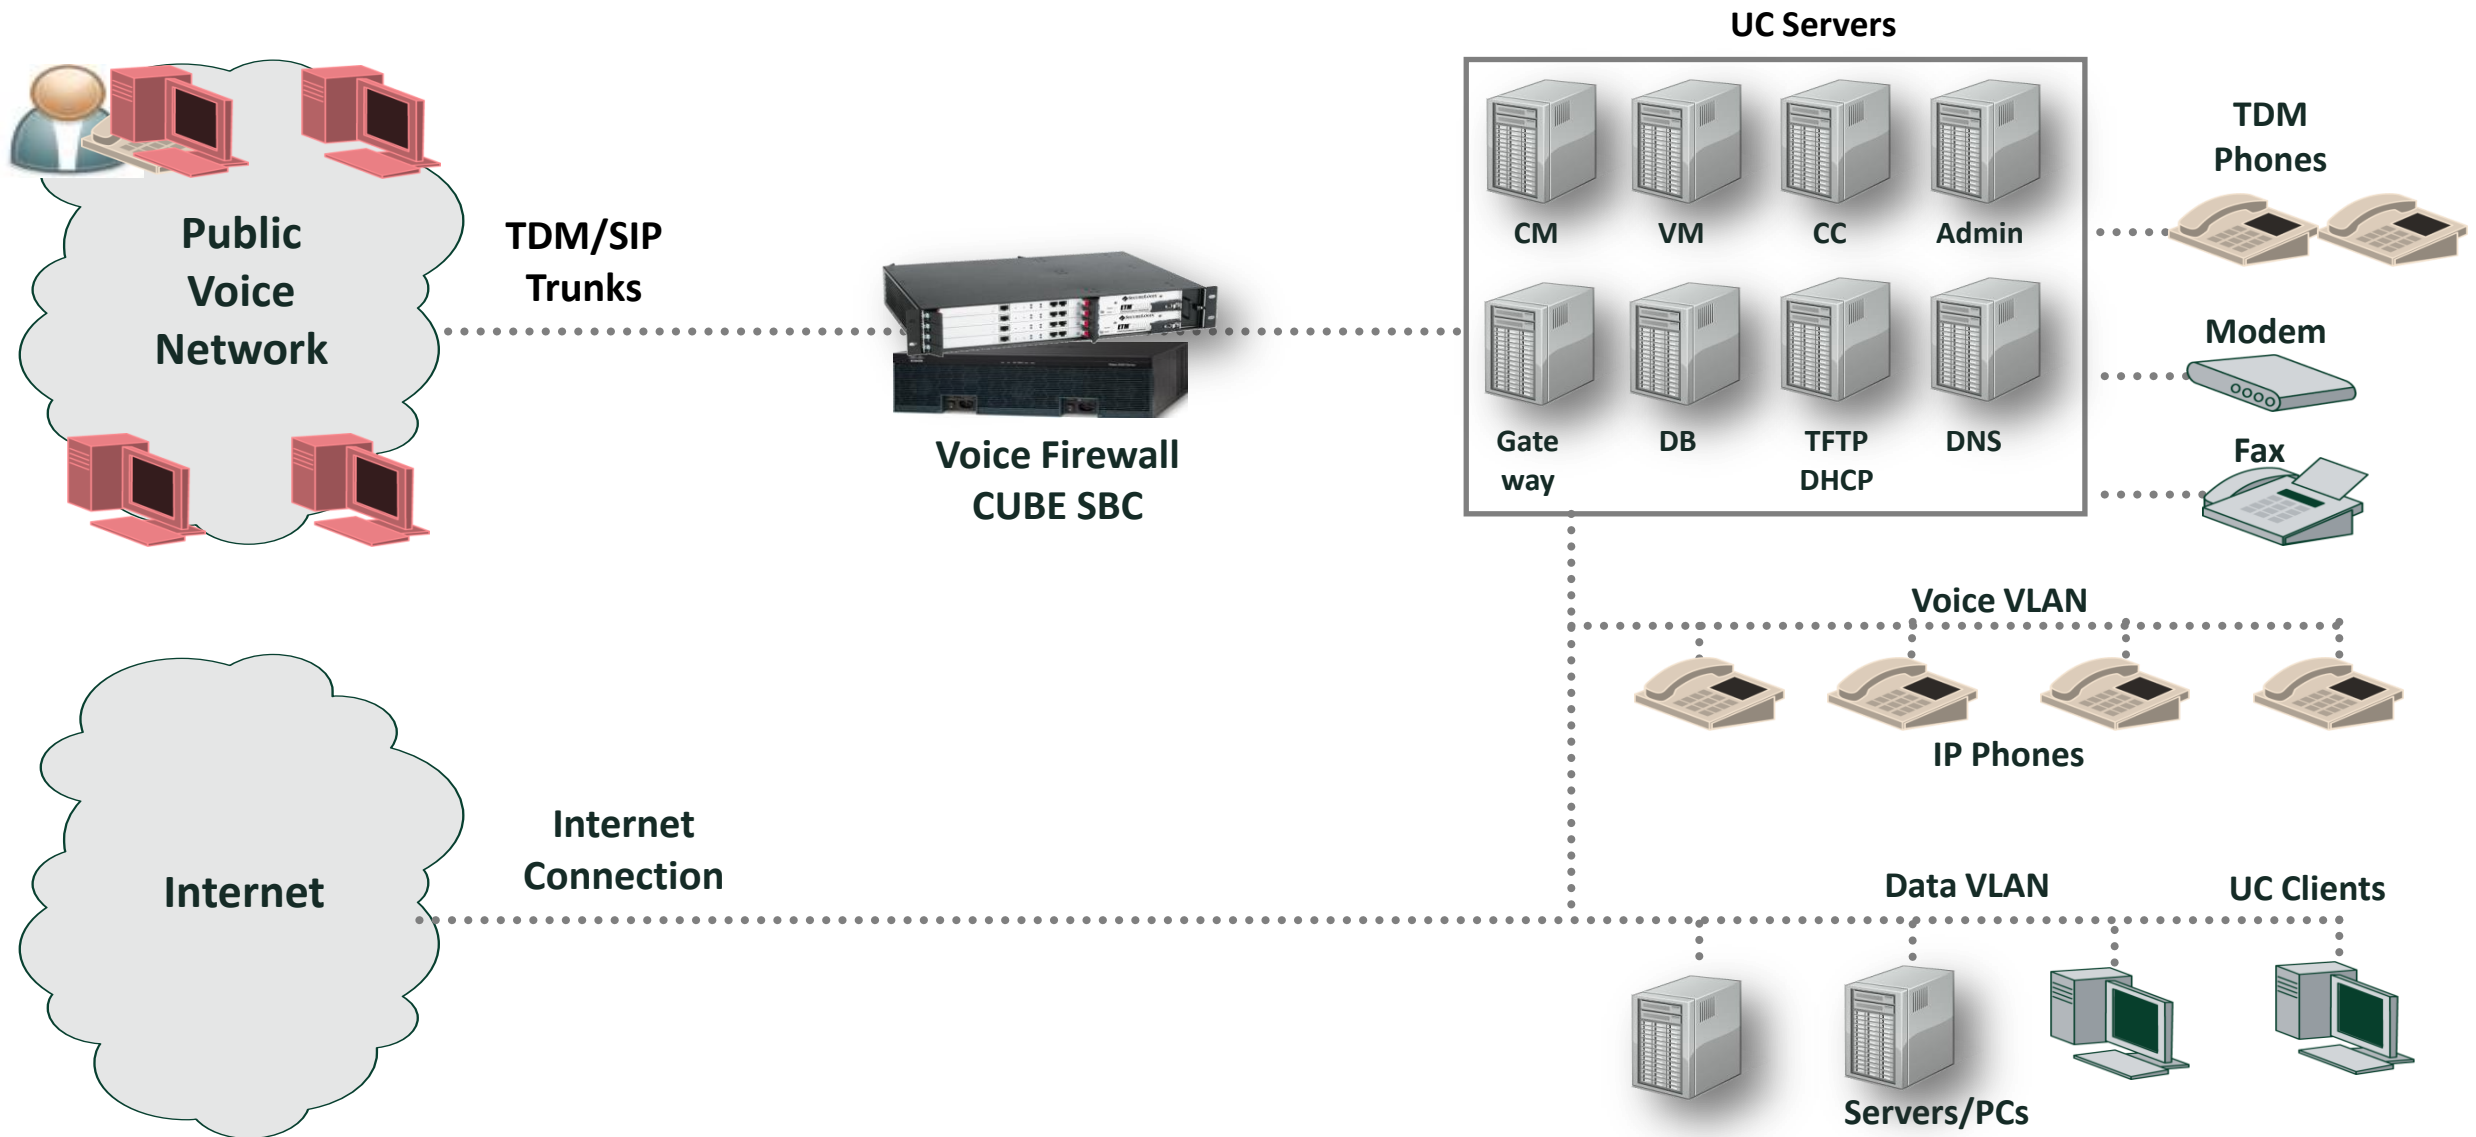 UC Servers
Public
Voice
Network
TDM/SIP
Trunks
Voice Firewall
CUBE SBC
CM
VM
CC
Admin
Gate
way
DB
TFTP
DHCP
DNS
TDM
Phones
Modem
Fax
Voice VLAN
IP Phones
Internet
Internet
Connection
Data VLAN
UC Clients
Servers/PCs